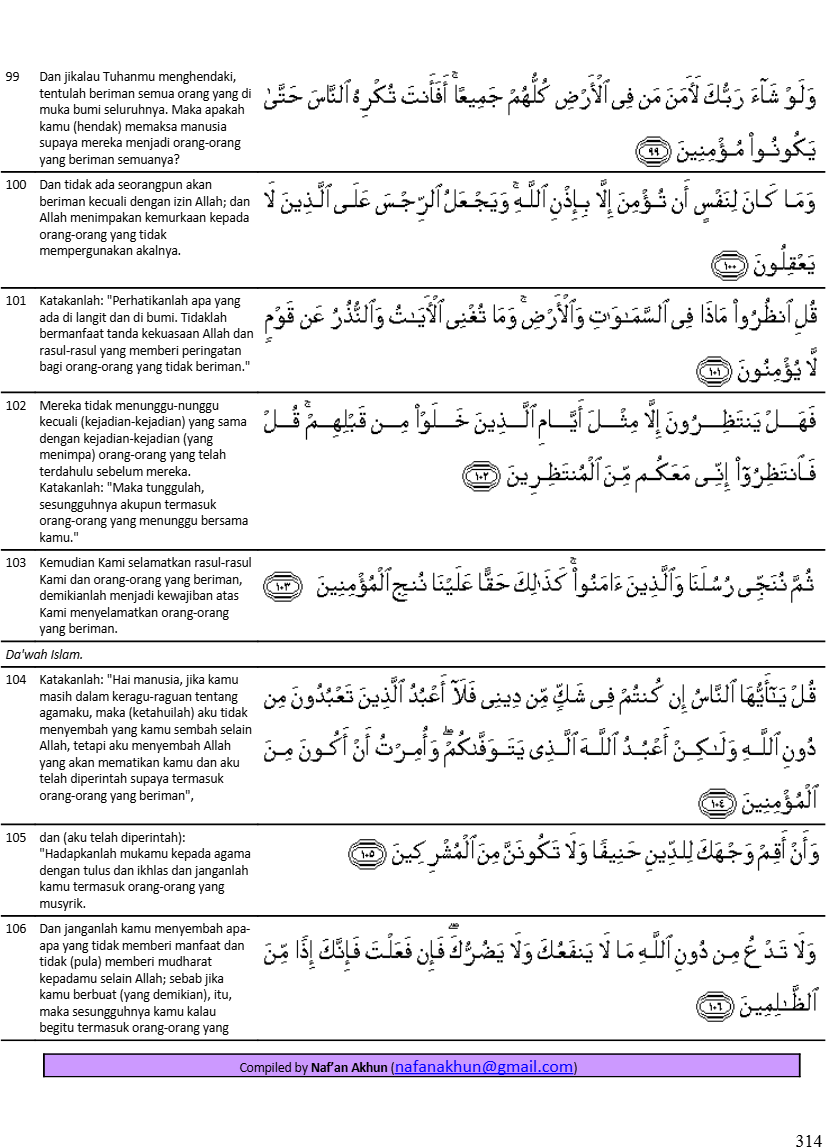 99 Dan jikalau Tuhanmu menghendaki,
tentulah beriman semua orang yang di
muka bumi seluruhnya. Maka apakah
kamu (hendak) memaksa manusia
supaya mereka menjadi orang-orang
yang beriman semuanya?
وَلَوْ شَآءَ رَبُّكَ لَأَمَنَ مَن فِى ٱلْأَرْضِ كُلُّهُمْ جَمِيعًا ۚ أَفَأَنتَ تُكْرِهُ ٱلنَّاسَ حَتَّىٰ
يَكُونُوا۟ مُؤْمِنِينَ ٩٩
100 Dan tidak ada seorangpun akan
beriman kecuali dengan izin Allah; dan
Allah menimpakan kemurkaan kepada
orang-orang yang tidak
mempergunakan akalnya.
وَمَا كَانَ لِنَفْسٍ أَن تُؤْمِنَ إِلَّا بِإِذْنِ ٱللَّهِ ۚ وَيَجْعَلُ ٱلرِّجْسَ عَلَى ٱلَّذِينَ لَا
يَعْقِلُونَ ١٠٠
101 Katakanlah: "Perhatikanlah apa yang
ada di langit dan di bumi. Tidaklah
bermanfaat tanda kekuasaan Allah dan
rasul-rasul yang memberi peringatan
bagi orang-orang yang tidak beriman."
قُلِ ٱنظُرُوا۟ مَاذَا فِى ٱلسَّمَـٰوَٰتِ وَٱلْأَرْضِ ۚ وَمَا تُغْنِى ٱلْأَيَـٰتُ وَٱلنُّذُرُ عَن قَوْمٍ
لَّا يُؤْمِنُونَ ١٠١
102 Mereka tidak menunggu-nunggu
kecuali (kejadian-kejadian) yang sama
dengan kejadian-kejadian (yang
menimpa) orang-orang yang telah
terdahulu sebelum mereka.
Katakanlah: "Maka tunggulah,
sesungguhnya akupun termasuk
orang-orang yang menunggu bersama
kamu."
فَهَلْ يَنتَظِرُونَ إِلَّا مِثْلَ أَيَّامِ ٱلَّذِينَ خَلَوْا۟ مِن قَبْلِهِمْ ۚ قُلْ
فَٱنتَظِرُوٓا۟ إِنِّى مَعَكُم مِّنَ ٱلْمُنتَظِرِينَ ١٠٢
103 Kemudian Kami selamatkan rasul-rasul
Kami dan orang-orang yang beriman,
demikianlah menjadi kewajiban atas
Kami menyelamatkan orang-orang
yang beriman.
ثُمَّ نُنَجِّى رُسُلَنَا وَٱلَّذِينَ ءَامَنُوا۟ ۚ كَذَٰلِكَ حَقًّا عَلَيْنَا نُنجِ ٱلْمُؤْمِنِينَ ١٠٣
Da'wah Islam.
104 Katakanlah: "Hai manusia, jika kamu
masih dalam keragu-raguan tentang
agamaku, maka (ketahuilah) aku tidak
menyembah yang kamu sembah selain
Allah, tetapi aku menyembah Allah
yang akan mematikan kamu dan aku
telah diperintah supaya termasuk
orang-orang yang beriman",
قُلْ يَـٰٓأَيُّهَا ٱلنَّاسُ إِن كُنتُمْ فِى شَكٍّ مِّن دِينِى فَلَآ أَعْبُدُ ٱلَّذِينَ تَعْبُدُونَ مِن
دُونِ ٱللَّهِ وَلَـٰكِنْ أَعْبُدُ ٱللَّهَ ٱلَّذِى يَتَوَفَّىٰكُمْ ۖ وَأُمِرْتُ أَنْ أَكُونَ مِنَ
ٱلْمُؤْمِنِينَ ١٠٤
105 dan (aku telah diperintah):
"Hadapkanlah mukamu kepada agama
dengan tulus dan ikhlas dan janganlah
kamu termasuk orang-orang yang
musyrik.
وَأَنْ أَقِمْ وَجْهَكَ لِلدِّينِ حَنِيفًا وَلَا تَكُونَنَّ مِنَ ٱلْمُشْرِكِينَ ١٠٥
106 Dan janganlah kamu menyembah apa-
apa yang tidak memberi manfaat dan
tidak (pula) memberi mudharat
kepadamu selain Allah; sebab jika
kamu berbuat (yang demikian), itu,
maka sesungguhnya kamu kalau
begitu termasuk orang-orang yang
وَلَا تَدْعُ مِن دُونِ ٱللَّهِ مَا لَا يَنفَعُكَ وَلَا يَضُرُّكَ ۖ فَإِن فَعَلْتَ فَإِنَّكَ إِذًا مِّنَ
ٱلظَّـٰلِمِينَ ١٠٦
Compiled by Naf'an Akhun (nafanakhun@gmail.com)
314